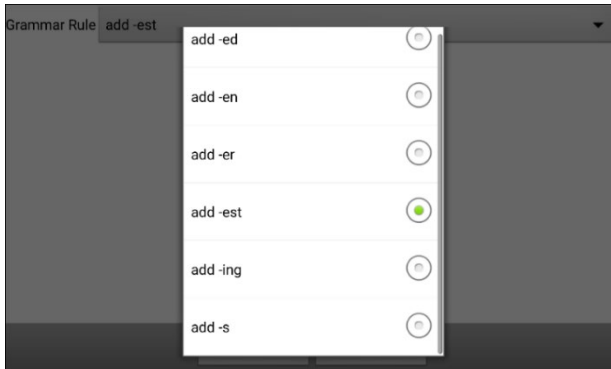 Grammar Rule add -est
add -ed
add -en
add -er
add -est
add -ing
add -s